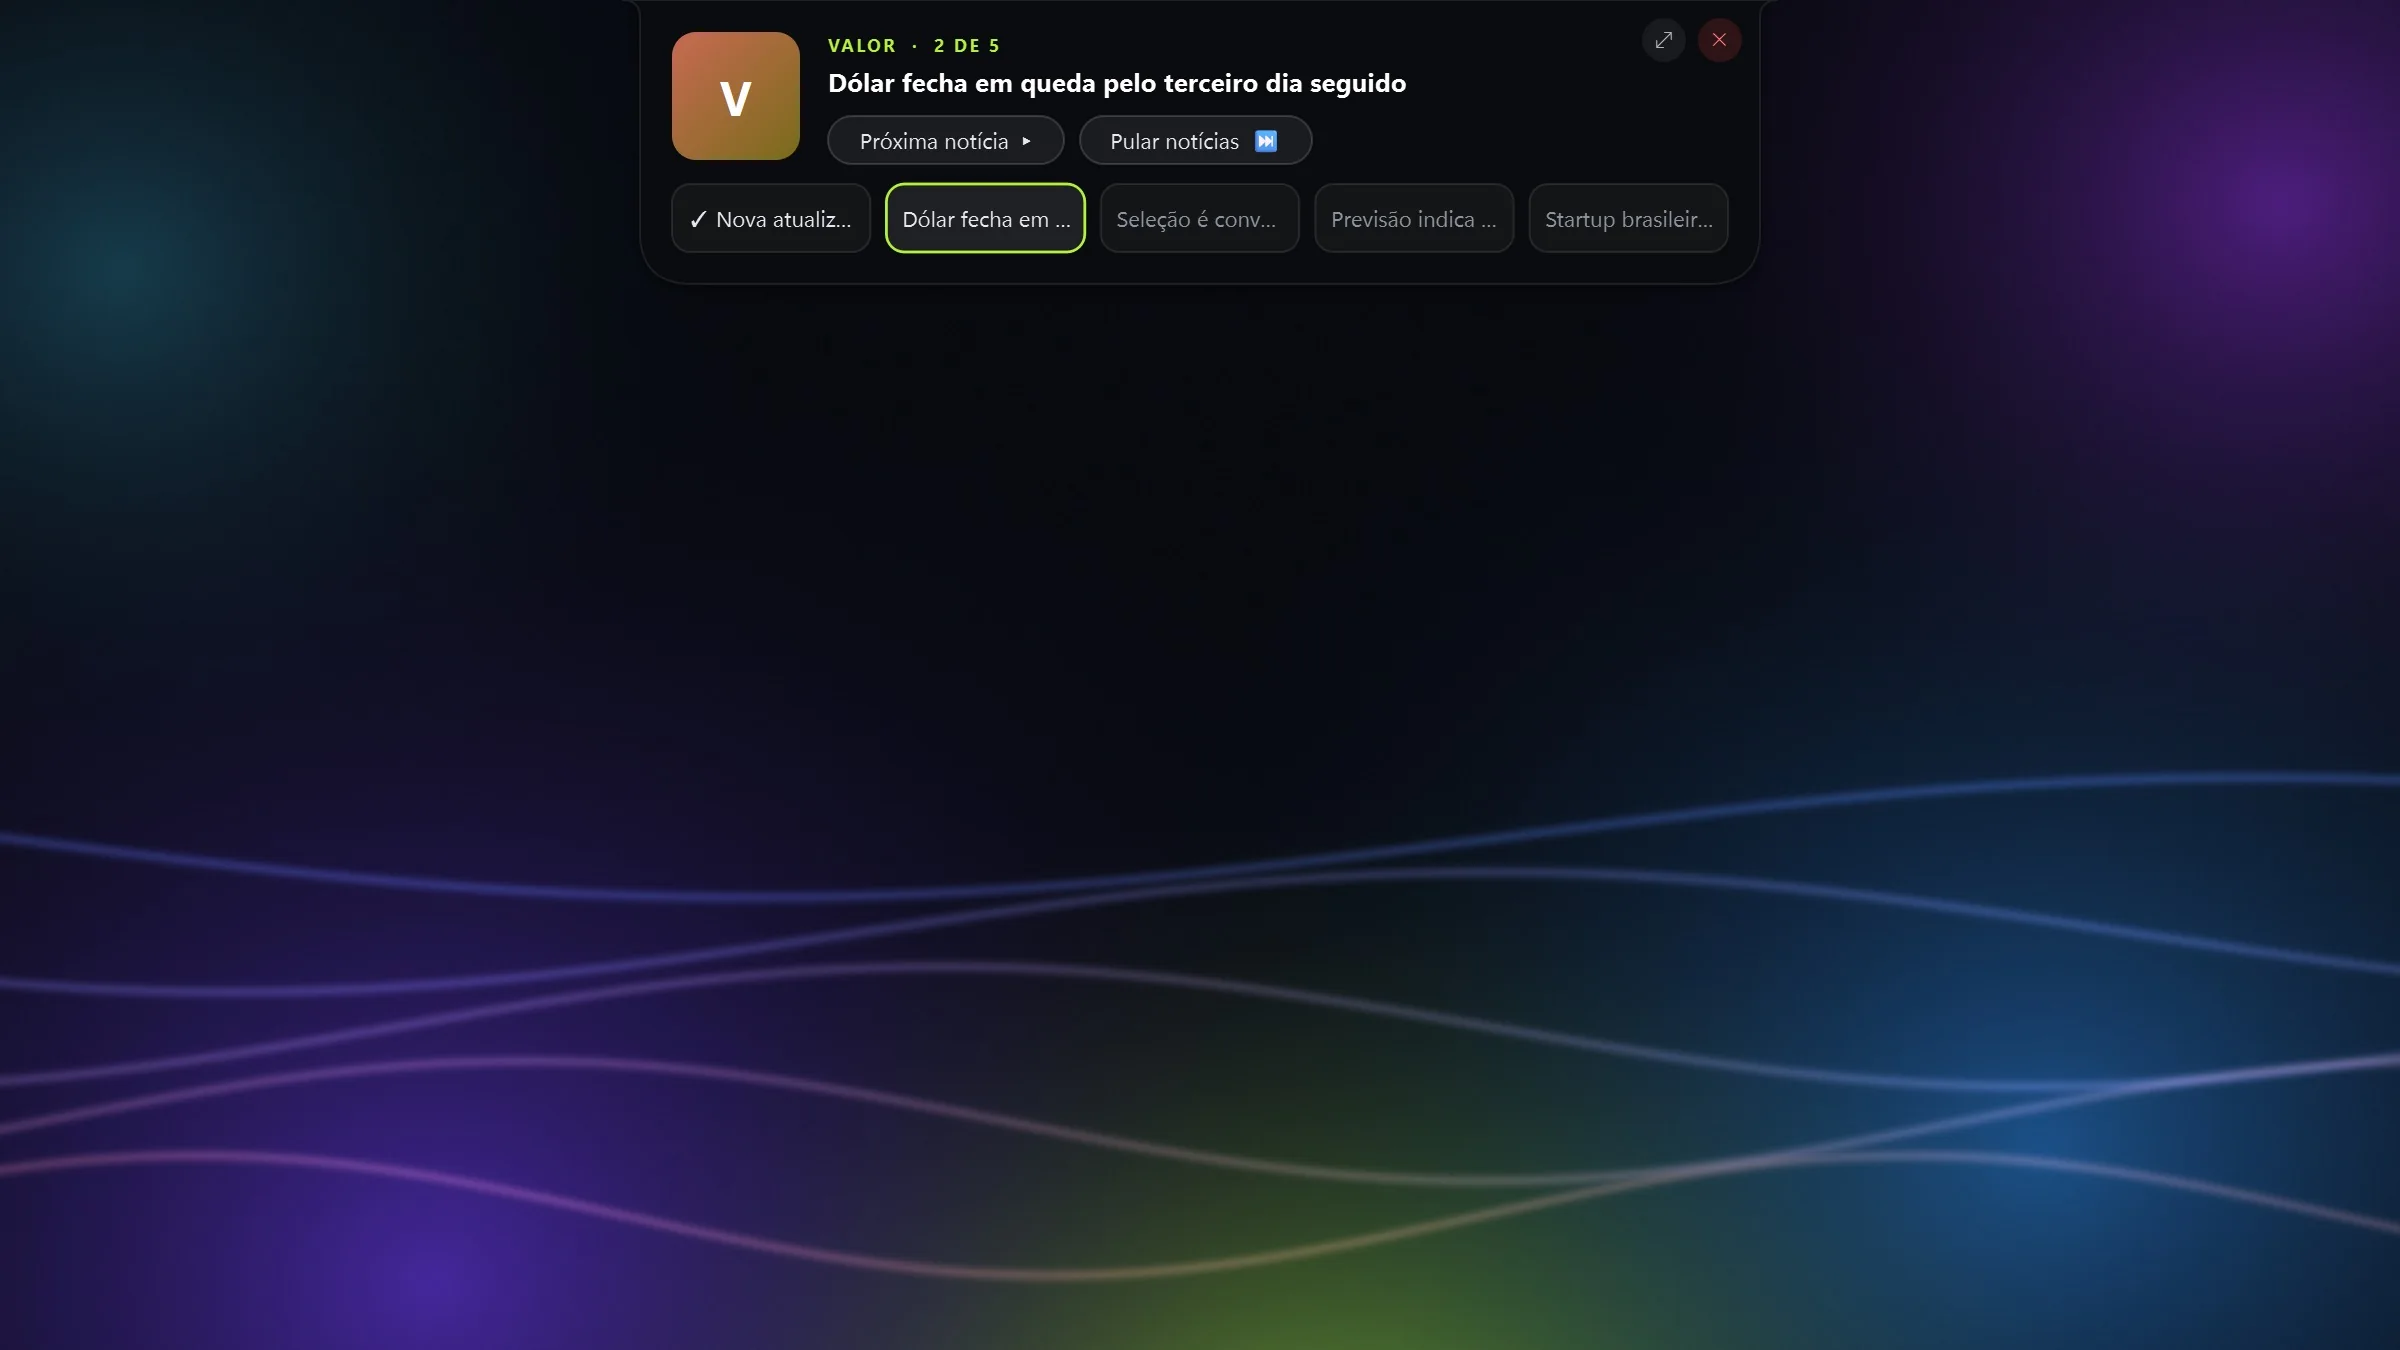 V
VALOR · 2 DE 5
Dólar fecha em queda pelo terceiro dia seguido
Próxima notícia ▸
Pular notícias ⏭
✓ Nova atualiz...
Dólar fecha em ...
Seleção é conv...
Previsão indica ...
Startup brasileir...